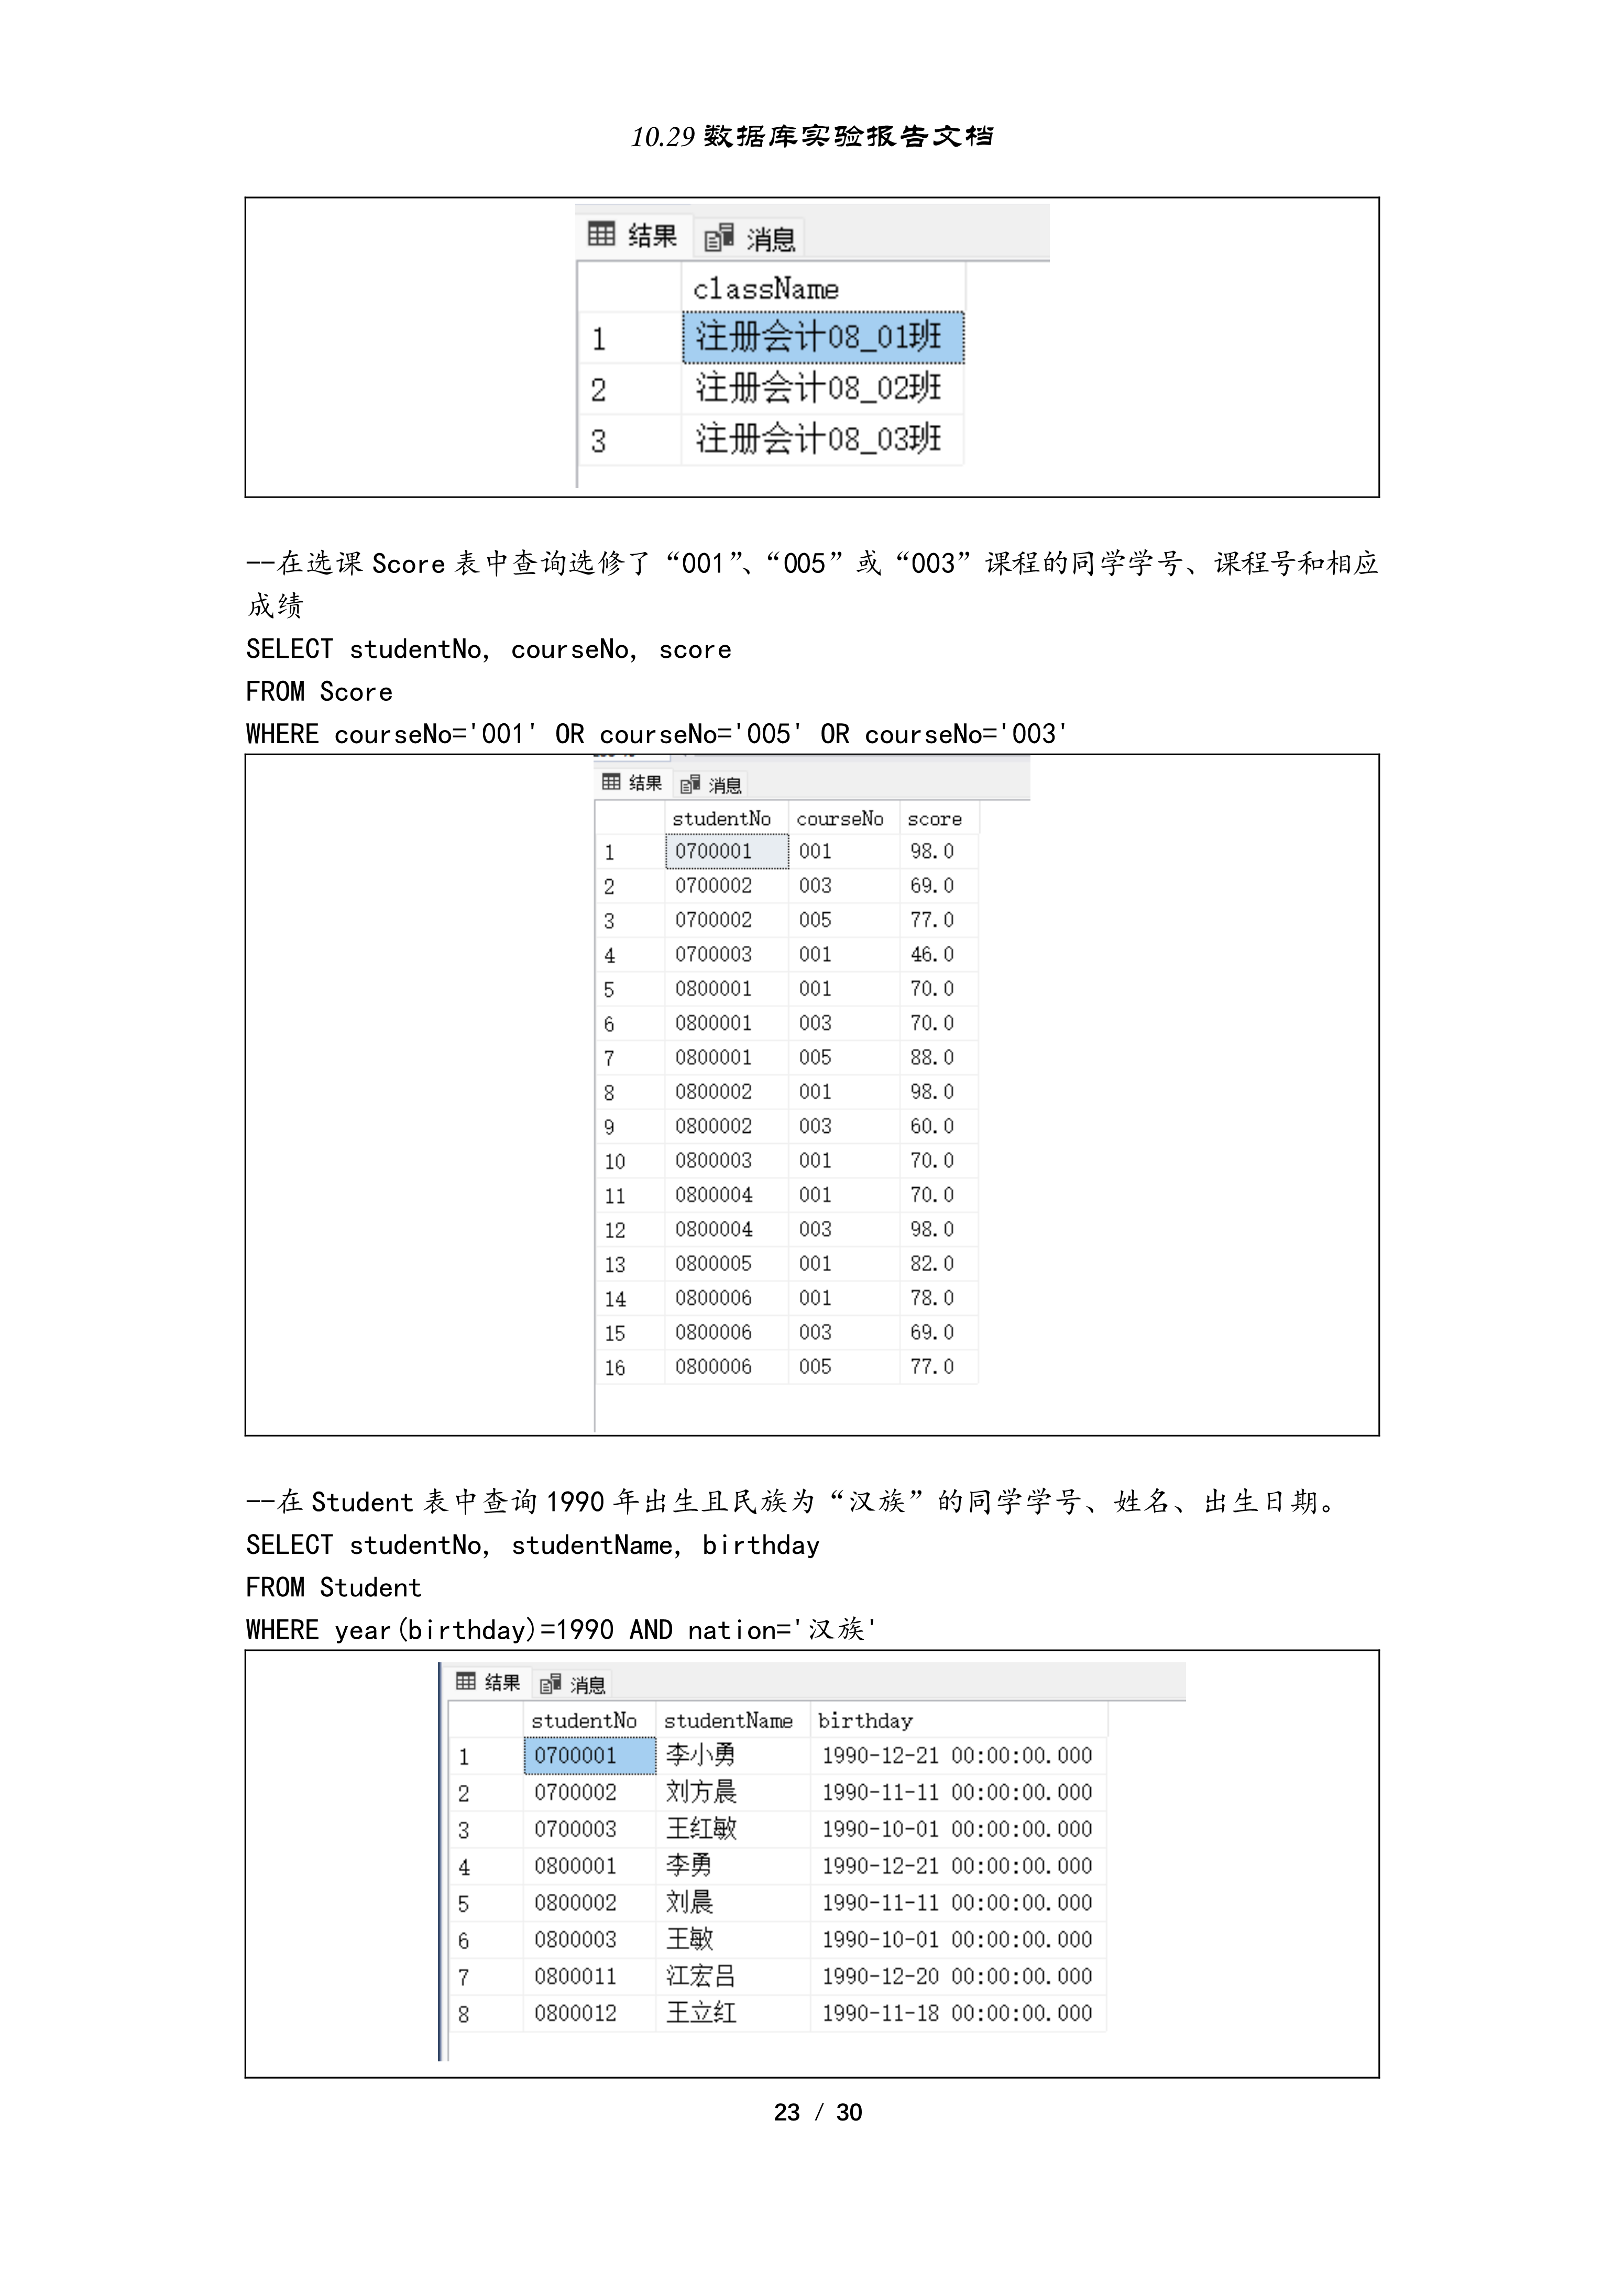 10.29 数据库实验报告文档
结果 消息
className
1 注册会计08_01班
2 注册会计08_02班
3 注册会计08_03班
--在选课 Score 表中查询选修了“001”、“005”或“003”课程的同学学号、课程号和相应
成绩
SELECT studentNo, courseNo, score
FROM Score
WHERE courseNo='001' OR courseNo='005' OR courseNo='003'
结果 消息
studentNo courseNo score
1 0700001 001 98.0
2 0700002 003 69.0
3 0700002 005 77.0
4 0700003 001 46.0
5 0800001 001 70.0
6 0800001 003 70.0
7 0800001 005 88.0
8 0800002 001 98.0
9 0800002 003 60.0
10 0800003 001 70.0
11 0800004 001 70.0
12 0800004 003 98.0
13 0800005 001 82.0
14 0800006 001 78.0
15 0800006 003 69.0
16 0800006 005 77.0
--在 Student 表中查询 1990 年出生且民族为“汉族”的同学学号、姓名、出生日期。
SELECT studentNo, studentName, birthday
FROM Student
WHERE year(birthday)=1990 AND nation='汉族'
结果 消息
studentNo studentName birthday
1 0700001 李小勇 1990-12-21 00:00:00.000
2 0700002 刘方晨 1990-11-11 00:00:00.000
3 0700003 王红敏 1990-10-01 00:00:00.000
4 0800001 李勇 1990-12-21 00:00:00.000
5 0800002 刘晨 1990-11-11 00:00:00.000
6 0800003 王敏 1990-10-01 00:00:00.000
7 0800011 江宏吕 1990-12-20 00:00:00.000
8 0800012 王立红 1990-11-18 00:00:00.000
23 / 30